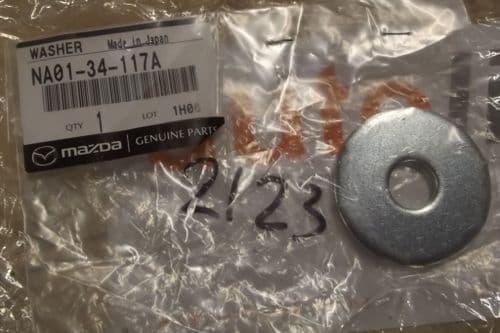 WASHER Made in Japan
NA01-34-117A
QTY 1 LOT 1H06
mazda GENUINE PARTS
2123